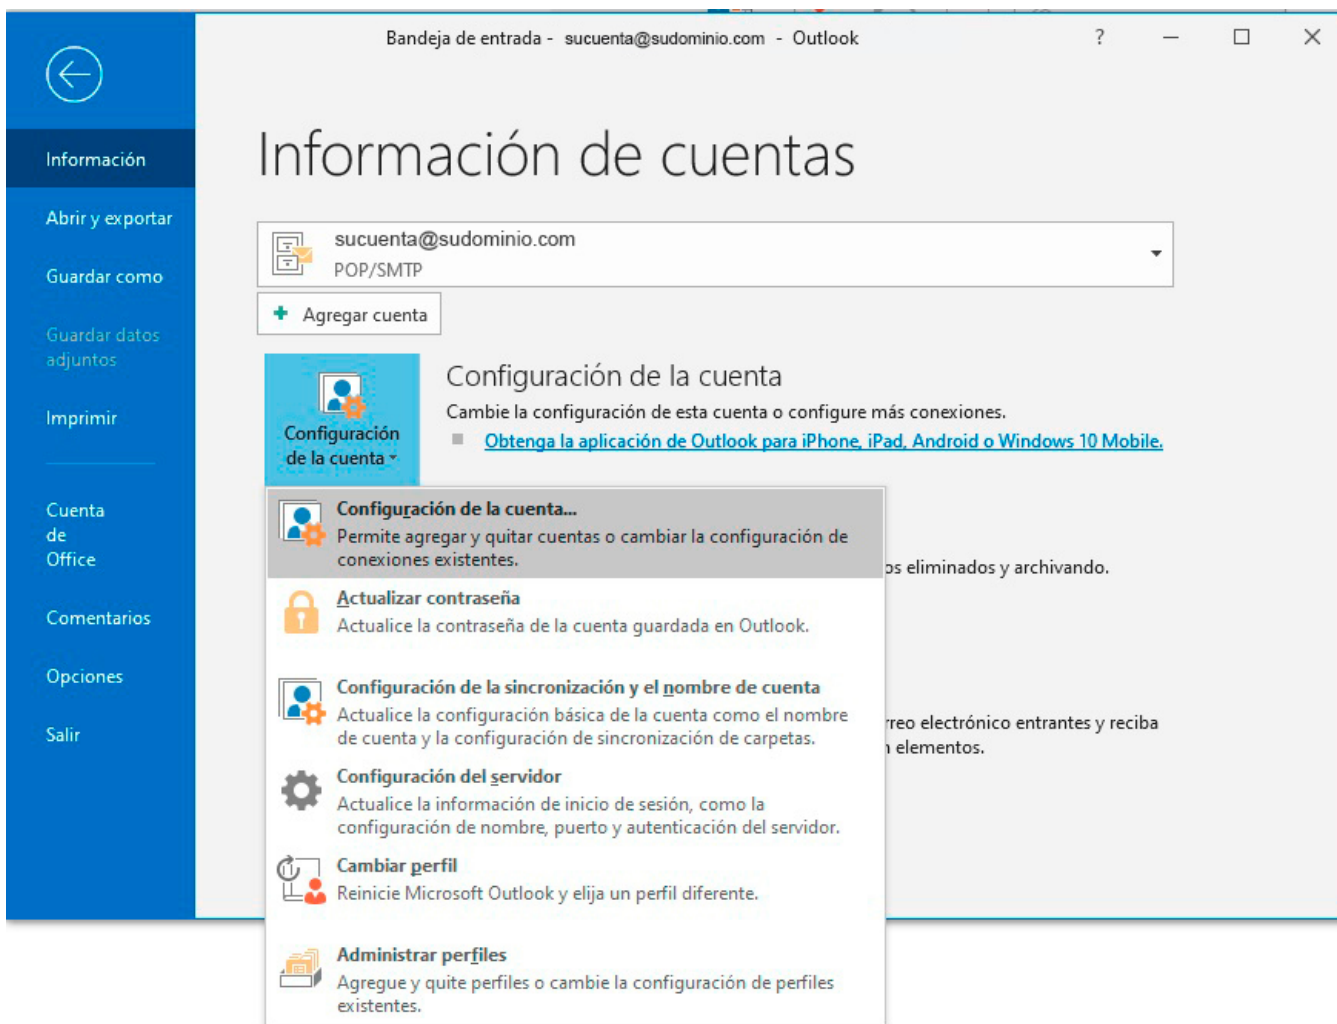 Bandeja de entrada - sucuenta@sudominio.com - Outlook
?
Información
Abrir y exportar
Guardar como
Guardar datos
adjuntos
Imprimir
Cuenta
de
Office
Comentarios
Opciones
Salir
Información de cuentas
sucuenta@sudominio.com
POP/SMTP
Agregar cuenta
Configuración
de la cuenta
Configuración de la cuenta
Cambie la configuración de esta cuenta o configure más conexiones.
Obtenga la aplicación de Outlook para iPhone, iPad, Android o Windows 10 Mobile.
Configuración de la cuenta...
Permite agregar y quitar cuentas o cambiar la configuración de
conexiones existentes.
os eliminados y archivando.
Actualizar contraseña
Actualice la contraseña de la cuenta guardada en Outlook.
Configuración de la sincronización y el nombre de cuenta
Actualice la configuración básica de la cuenta como el nombre
de cuenta y la configuración de sincronización de carpetas.
rreo electrónico entrantes y reciba
elementos.
Configuración del servidor
Actualice la información de inicio de sesión, como la
configuración de nombre, puerto y autenticación del servidor.
Cambiar perfil
Reinicie Microsoft Outlook y elija un perfil diferente.
Administrar perfiles
Agregue y quite perfiles o cambie la configuración de perfiles
existentes.